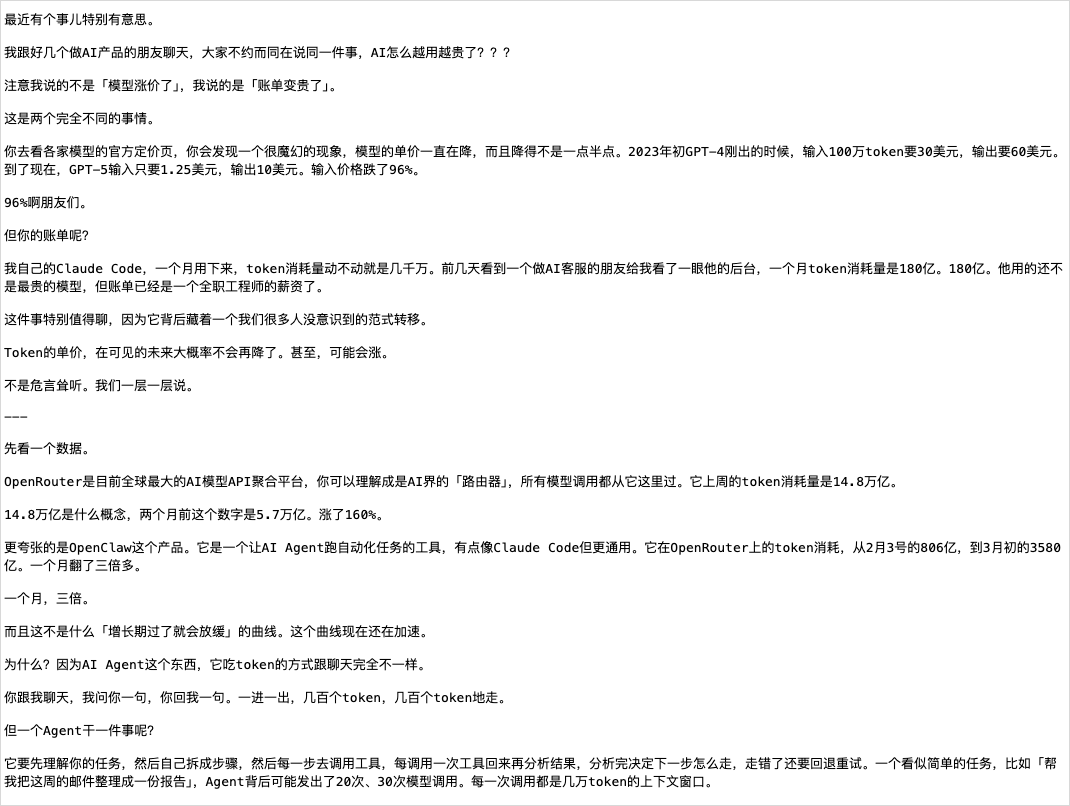 最近有个事儿特别有意思。
我跟好几个做AI产品的朋友聊天，大家不约而同在说同一件事，AI怎么越用越贵了？？？
注意我说的不是「模型涨价了」，我说的是「账单变贵了」。
这是两个完全不同的事情。
你去看各家模型的官方定价页，你会发现一个很魔幻的现象，模型的单价一直在降，而且降得不是一点半点。2023年初GPT-4刚出的时候，输入100万token要30美元，输出要60美元。
到了现在，GPT-5输入只要1.25美元，输出10美元。输入价格跌了96%。
96%啊朋友们。
但你的账单呢？
我自己的Claude Code，一个月用下来，token消耗量动不动就是几千万。前几天看到一个做AI客服的朋友给我看了一眼他的后台，一个月token消耗量是180亿。180亿。他用的还不
是最贵的模型，但账单已经是一个全职工程师的薪资了。
这件事特别值得聊，因为它背后藏着一个我们很多人没意识到的范式转移。
Token的单价，在可见的未来大概率不会再降了。甚至，可能会涨。
不是危言耸听。我们一层一层说。
———
先看一个数据。
OpenRouter是目前全球最大的AI模型API聚合平台，你可以理解成是AI界的「路由器」，所有模型调用都从它这里过。它上周的token消耗量是14.8万亿。
14.8万亿是什么概念，两个月前这个数字是5.7万亿。涨了160%。
更夸张的是OpenClaw这个产品。它是一个让AI Agent跑自动化任务的工具，有点像Claude Code但更通用。它在OpenRouter上的token消耗，从2月3号的806亿，到3月初的3580
亿。一个月翻了三倍多。
一个月，三倍。
而且这不是什么「增长期过了就会放缓」的曲线。这个曲线现在还在加速。
为什么？因为AI Agent这个东西，它吃token的方式跟聊天完全不一样。
你跟我聊天，我问你一句，你回我一句。一进一出，几百个token，几百个token地走。
但一个Agent干一件事呢？
它要先理解你的任务，然后自己拆成步骤，然后每一步去调用工具，每调用一次工具回来再分析结果，分析完决定下一步怎么走，走错了还要回退重试。一个看似简单的任务，比如「帮
我把这周的邮件整理成一份报告」，Agent背后可能发出了20次、30次模型调用。每一次调用都是几万token的上下文窗口。